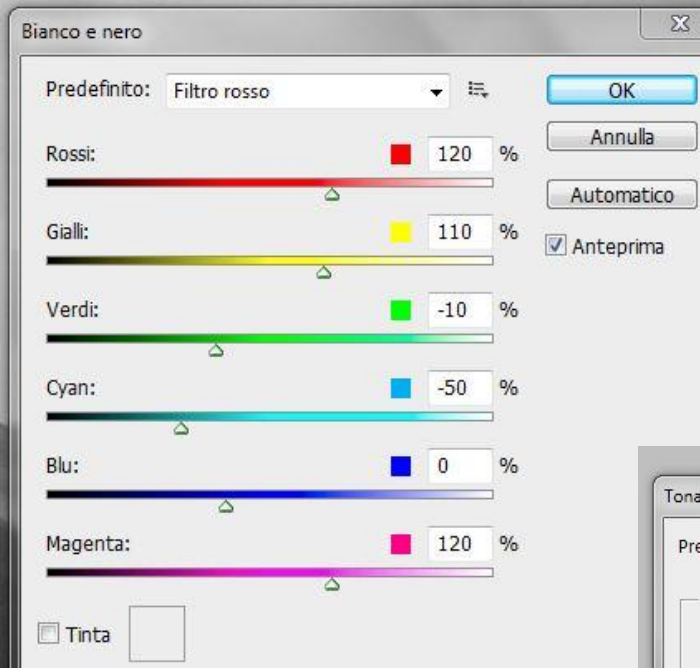 Bianco e nero
Predefinito: Filtro rosso
OK
Annulla
Automatico
Anteprima
Rossi: 120 %
Gialli: 110 %
Verdi: -10 %
Cyan: -50 %
Blu: 0 %
Magenta: 120 %
Tinta